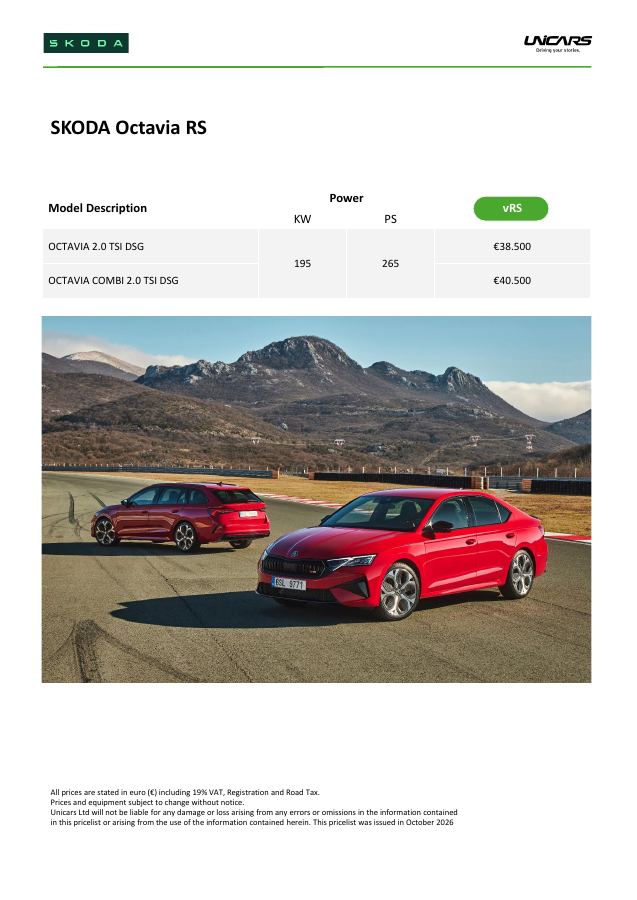 SKODA
UNICARS
Driving your stories.
SKODA Octavia RS
Model Description
Power
KW
PS
vRS
OCTAVIA 2.0 TSI DSG
195
265
€38.500
OCTAVIA COMBI 2.0 TSI DSG
€40.500
BSL 9771
All prices are stated in euro (€) including 19% VAT, Registration and Road Tax.
Prices and equipment subject to change without notice.
Unicars Ltd will not be liable for any damage or loss arising from any errors or omissions in the information contained
in this pricelist or arising from the use of the information contained herein. This pricelist was issued in October 2026